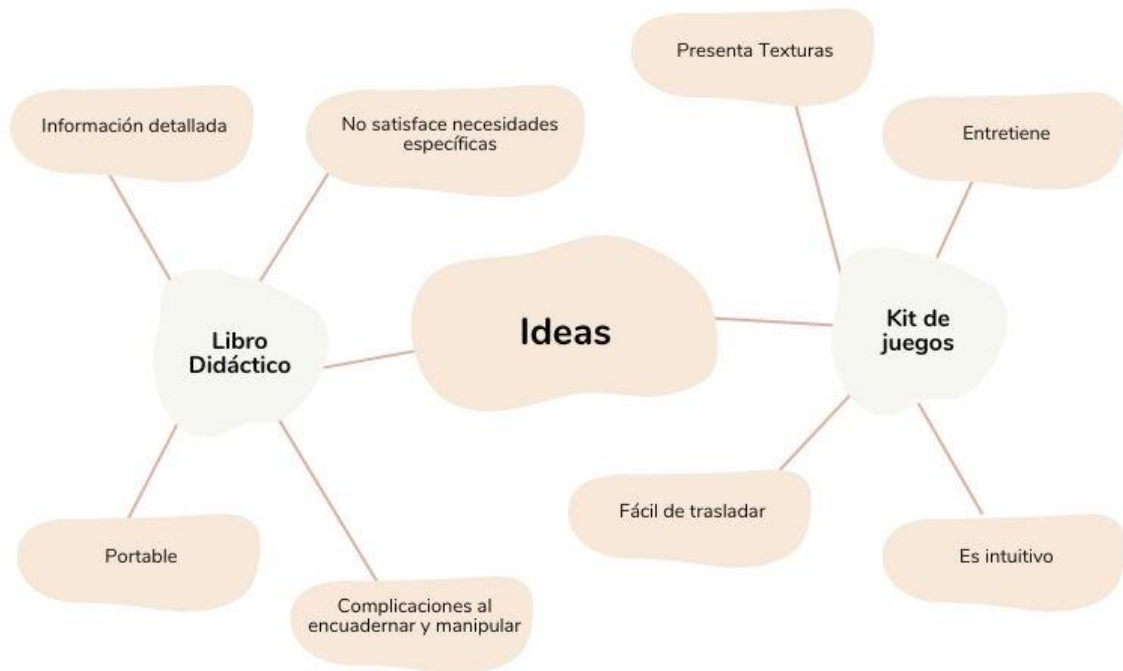 Presenta Texturas
Información detallada
No satisface necesidades
específicas
Entretiene
Ideas
Libro
Didáctico
Kit de
juegos
Fácil de trasladar
Portable
Es intuitivo
Complicaciones al
encuadernar y manipular